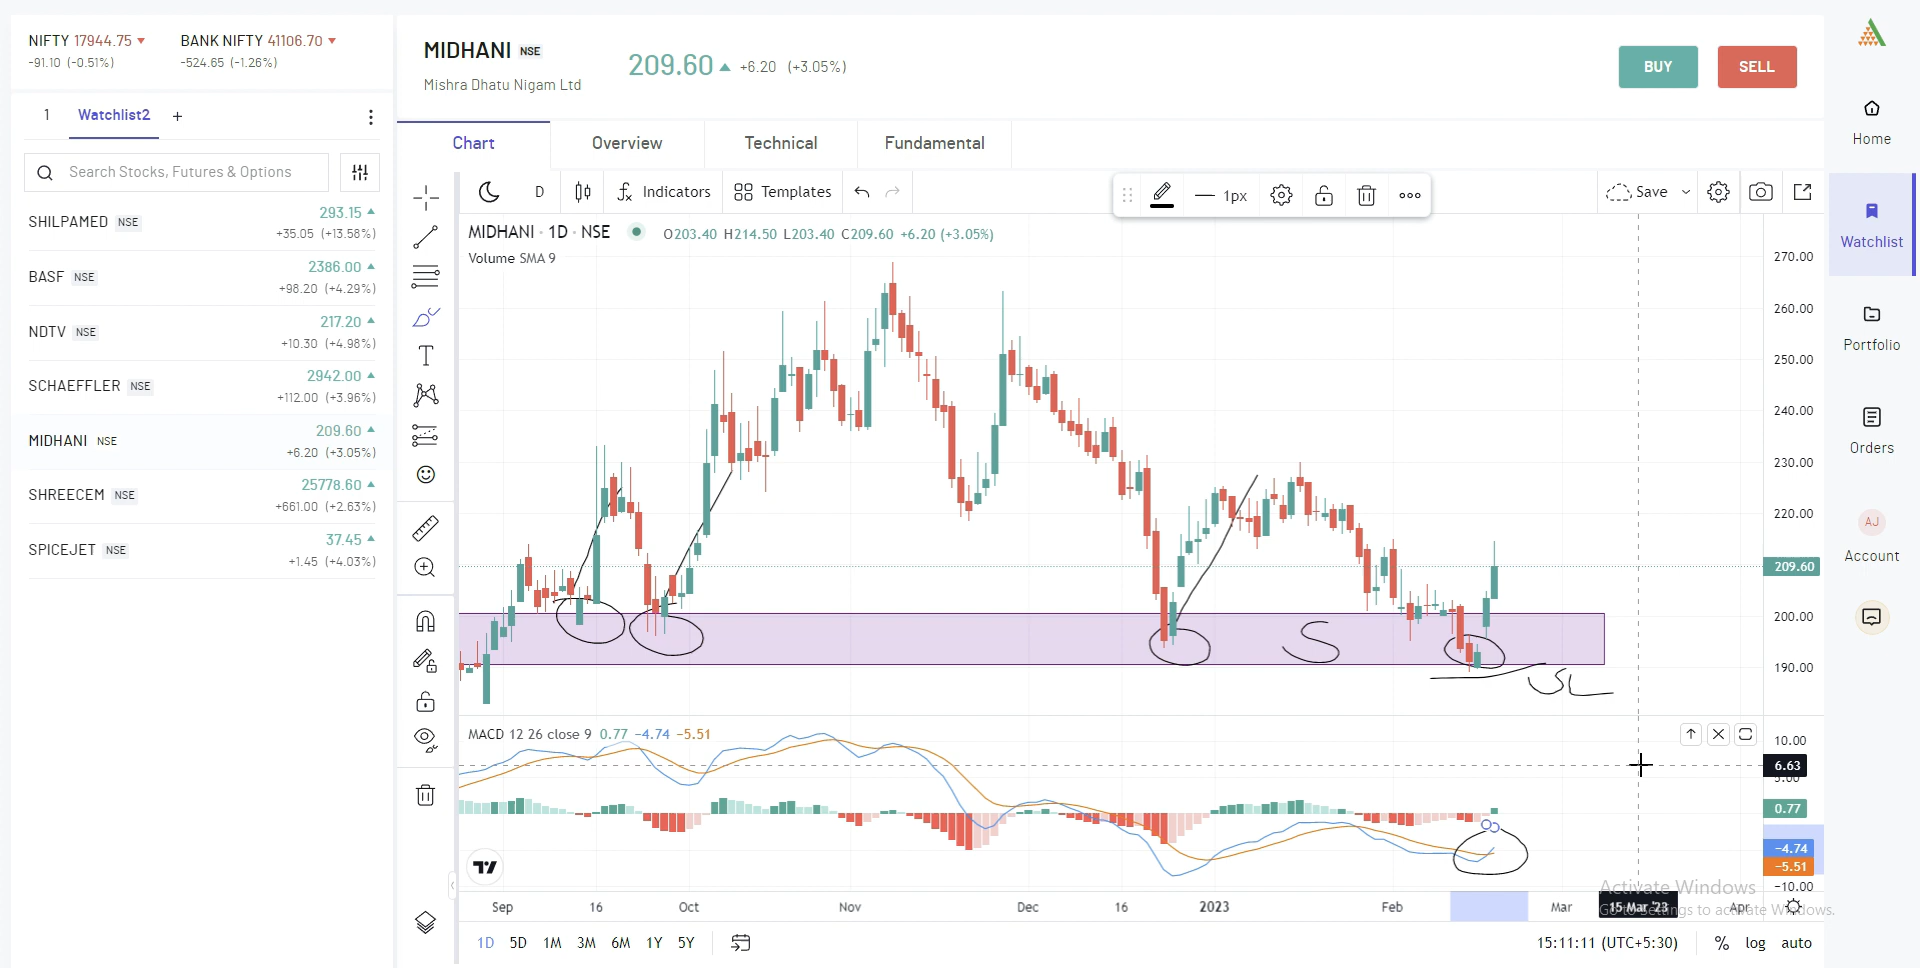 NIFTY 17944.75
-91.10 (-0.51%)
BANK NIFTY 41106.70
-524.65 (-1.26%)
1 Watchlist2 +
Search Stocks, Futures & Options
SHILPAMED NSE 293.15
+35.05 (+13.58%)
BASF NSE 2386.00
+98.20 (+4.29%)
NDTV NSE 217.20
+10.30 (+4.98%)
SCHAEFFLER NSE 2942.00
+112.00 (+3.96%)
MIDHANI NSE 209.60
+6.20 (+3.05%)
SHREECEM NSE 25778.60
+661.00 (+2.63%)
SPICEJET NSE 37.45
+1.45 (+4.03%)
MIDHANI NSE
Mishra Dhatu Nigam Ltd
209.60 +6.20 (+3.05%)
BUY SELL
Chart Overview Technical Fundamental
D Indicators Templates
1px
Save
MIDHANI · 1D · NSE O203.40 H214.50 L203.40 C209.60 +6.20 (+3.05%)
Volume SMA 9
270.00
260.00
250.00
240.00
230.00
220.00
209.60
200.00
190.00
S
SL
MACD 12 26 close 9 0.77 -4.74 -5.51
10.00
6.63
5.00
0.77
-4.74
-5.51
-10.00
Sep 16 Oct Nov Dec 16 2023 Feb Mar 15 Mar '23 Apr
Activate Windows
Go to Settings to activate Windows.
1D 5D 1M 3M 6M 1Y 5Y
15:11:11 (UTC+5:30) % log auto
Home
Watchlist
Portfolio
Orders
AJ
Account